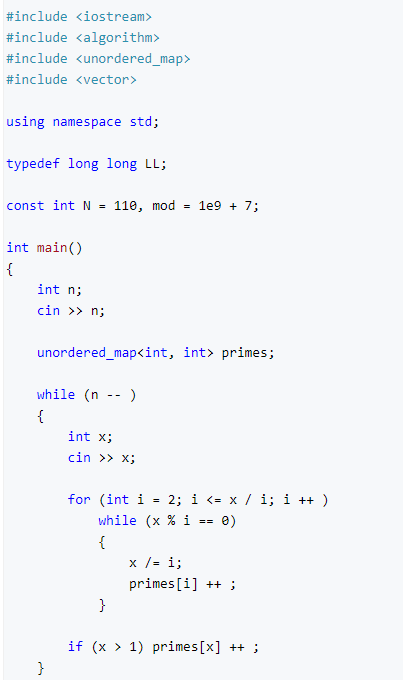 #include <iostream>
#include <algorithm>
#include <unordered_map>
#include <vector>
using namespace std;
typedef long long LL;
const int N = 110, mod = 1e9 + 7;
int main()
{
    int n;
    cin >> n;
    unordered_map<int, int> primes;
    while (n -- )
    {
        int x;
        cin >> x;
        for (int i = 2; i <= x / i; i ++ )
            while (x % i == 0)
            {
                x /= i;
                primes[i] ++ ;
            }
        if (x > 1) primes[x] ++ ;
    }